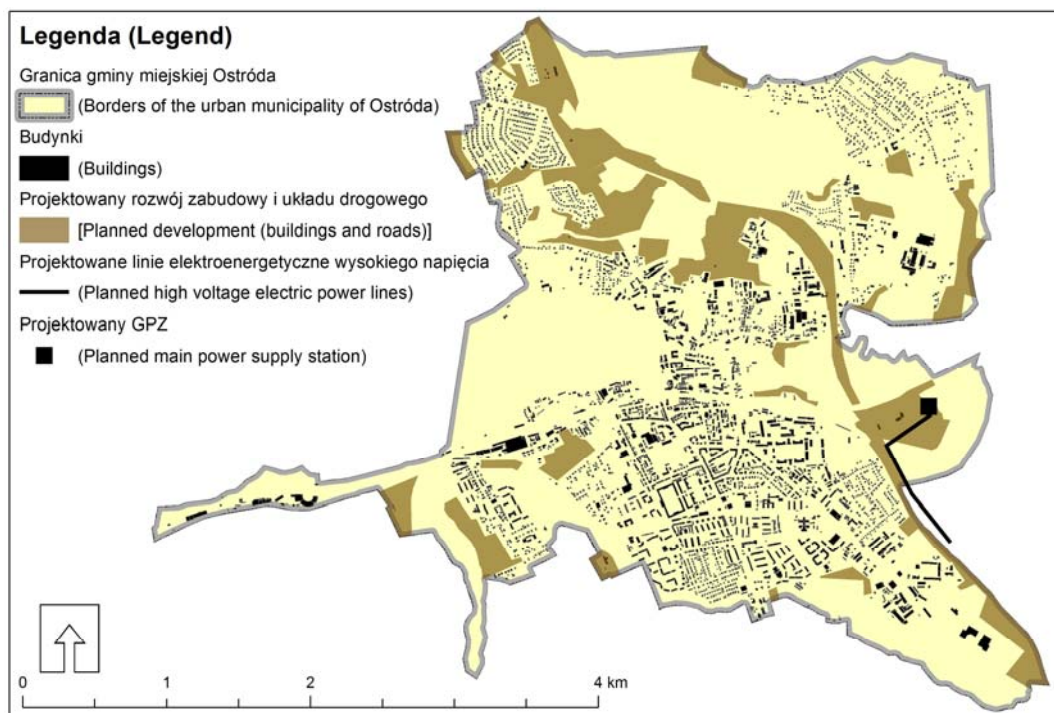 Legenda (Legend)
Granica gminy miejskiej Ostróda
(Borders of the urban municipality of Ostróda)
Budynki
(Buildings)
Projektowany rozwój zabudowy i układu drogowego
[Planned development (buildings and roads)]
Projektowane linie elektroenergetyczne wysokiego napięcia
(Planned high voltage electric power lines)
Projektowany GPZ
(Planned main power supply station)
0 1 2 4 km